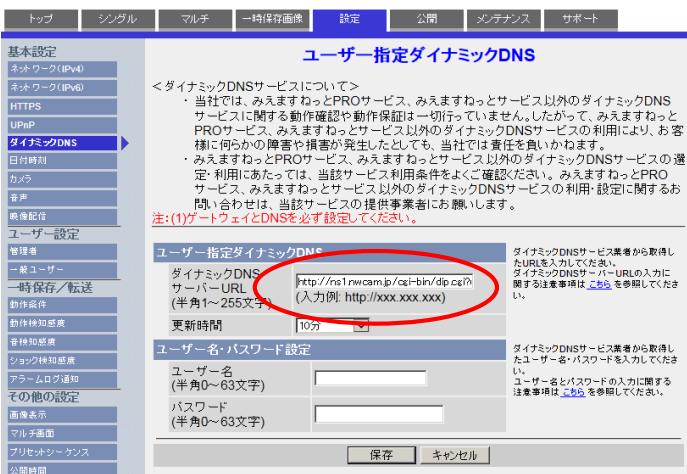 トップ シングル マルチ 一時保存画像 設定 公開 メンテナンス サポート
基本設定
ネットワーク(IPv4)
ネットワーク(IPv6)
HTTPS
UPnP
ダイナミックDNS
日付時刻
カメラ
音声
映像配信
ユーザー設定
管理者
一般ユーザー
一時保存／転送
動作条件
動作検知感度
音検知感度
ショック検知感度
アラームログ通知
その他の設定
画像表示
マルチ画面
プリセットシーケンス
公開時間
ユーザー指定ダイナミックDNS
＜ダイナミックDNSサービスについて＞
・当社では、みえますねっとPROサービス、みえますねっとサービス以外のダイナミックDNS
サービスに関する動作確認や動作保証は一切行っていません。したがって、みえますねっと
PROサービス、みえますねっとサービス以外のダイナミックDNSサービスの利用により、お客
様に何らかの障害や損害が発生したとしても、当社では責任を負いかねます。
・みえますねっとPROサービス、みえますねっとサービス以外のダイナミックDNSサービスの選
定・利用にあたっては、当該サービス利用条件をよくご確認ください。みえますねっとPRO
サービス、みえますねっとサービス以外のダイナミックDNSサービスの利用・設定に関するお
問い合わせは、当該サービスの提供事業者にお願いします。
注:(1)ゲートウェイとDNSを必ず設定してください。
ユーザー指定ダイナミックDNS
ダイナミックDNS
サーバーURL
(半角1～255文字)
http://ns1.nwcam.jp/cgi-bin/dip.cgi?
(入力例: http://xxx.xxx.xxx)
更新時間 10分
ダイナミックDNSサービス業者から取得し
たURLを入力してください。
ダイナミックDNSサーバーURLの入力に
関する注意事項は こちら を参照してくださ
い。
ユーザー名・パスワード設定
ユーザー名
(半角0～63文字)
パスワード
(半角0～63文字)
ダイナミックDNSサービス業者から取得し
たユーザー名・パスワードを入力してくださ
い。
ユーザー名とパスワードの入力に関する
注意事項は こちら を参照してください。
保存 キャンセル